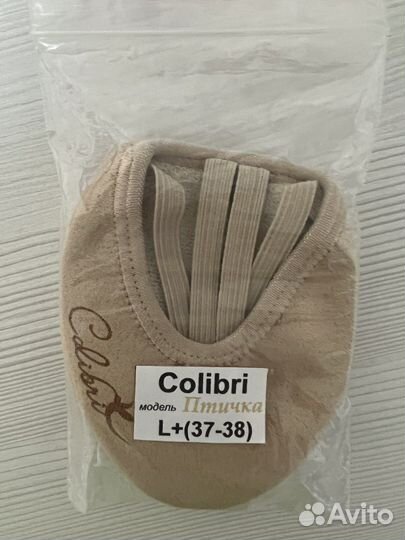 Colibri
Colibri
модель Птичка
L+(37-38)
Avito